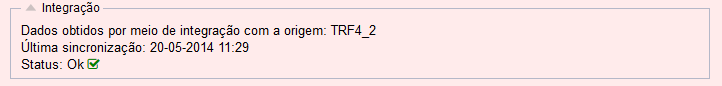 Integração
Dados obtidos por meio de integração com a origem: TRF4_2
Última sincronização: 20-05-2014 11:29
Status: Ok